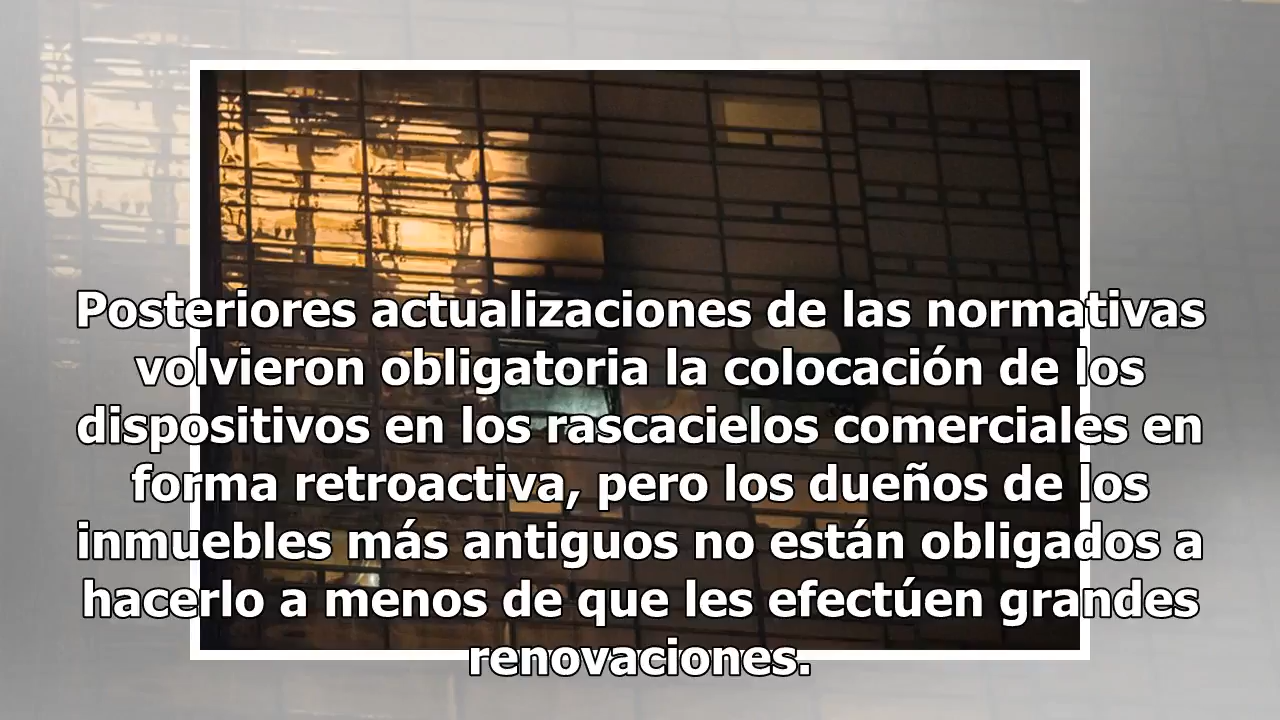 Posteriores actualizaciones de las normativas
volvieron obligatoria la colocación de los
dispositivos en los rascacielos comerciales en
forma retroactiva, pero los dueños de los
inmuebles más antiguos no están obligados a
hacerlo a menos de que les efectúen grandes
renovaciones.